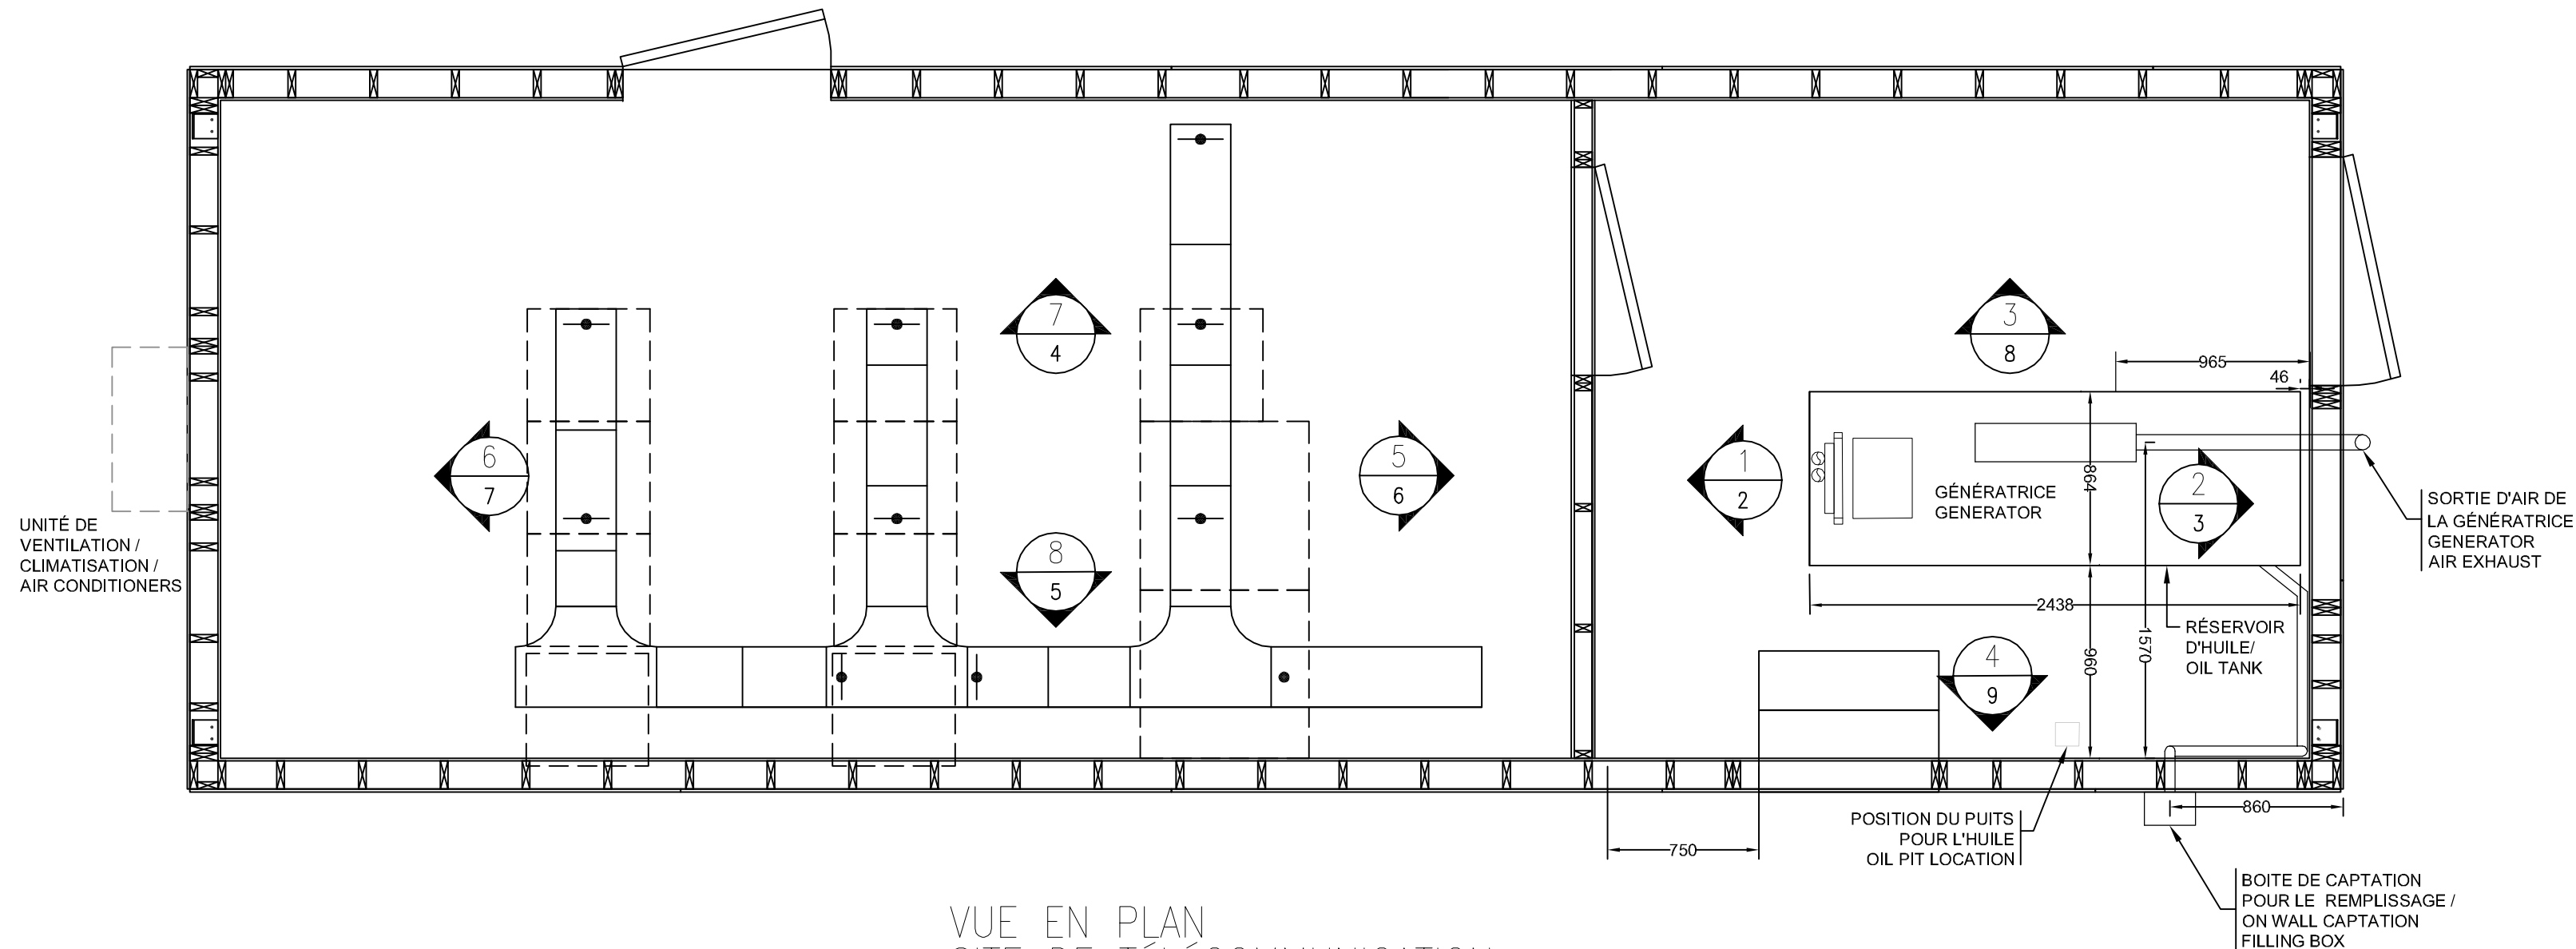 7
4
3
8
965
46
6
7
5
6
1
2
864
GÉNÉRATRICE
GENERATOR
2
3
SORTIE D'AIR DE
LA GÉNÉRATRICE
GENERATOR
AIR EXHAUST
UNITÉ DE
VENTILATION /
CLIMATISATION /
AIR CONDITIONERS
8
5
2438
RÉSERVOIR
D'HUILE/
OIL TANK
1570
960
4
9
860
POSITION DU PUITS
POUR L'HUILE
OIL PIT LOCATION
750
BOITE DE CAPTATION
POUR LE REMPLISSAGE /
ON WALL CAPTATION
FILLING BOX
VUE EN PLAN
SITE DE TÉLÉCOMMUNICATION